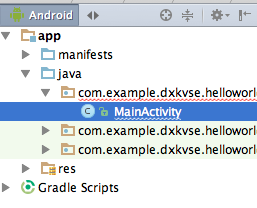 Android
app
manifests
java
com.example.dxkvse.helloworl
MainActivity
com.example.dxkvse.helloworl
com.example.dxkvse.helloworl
res
Gradle Scripts